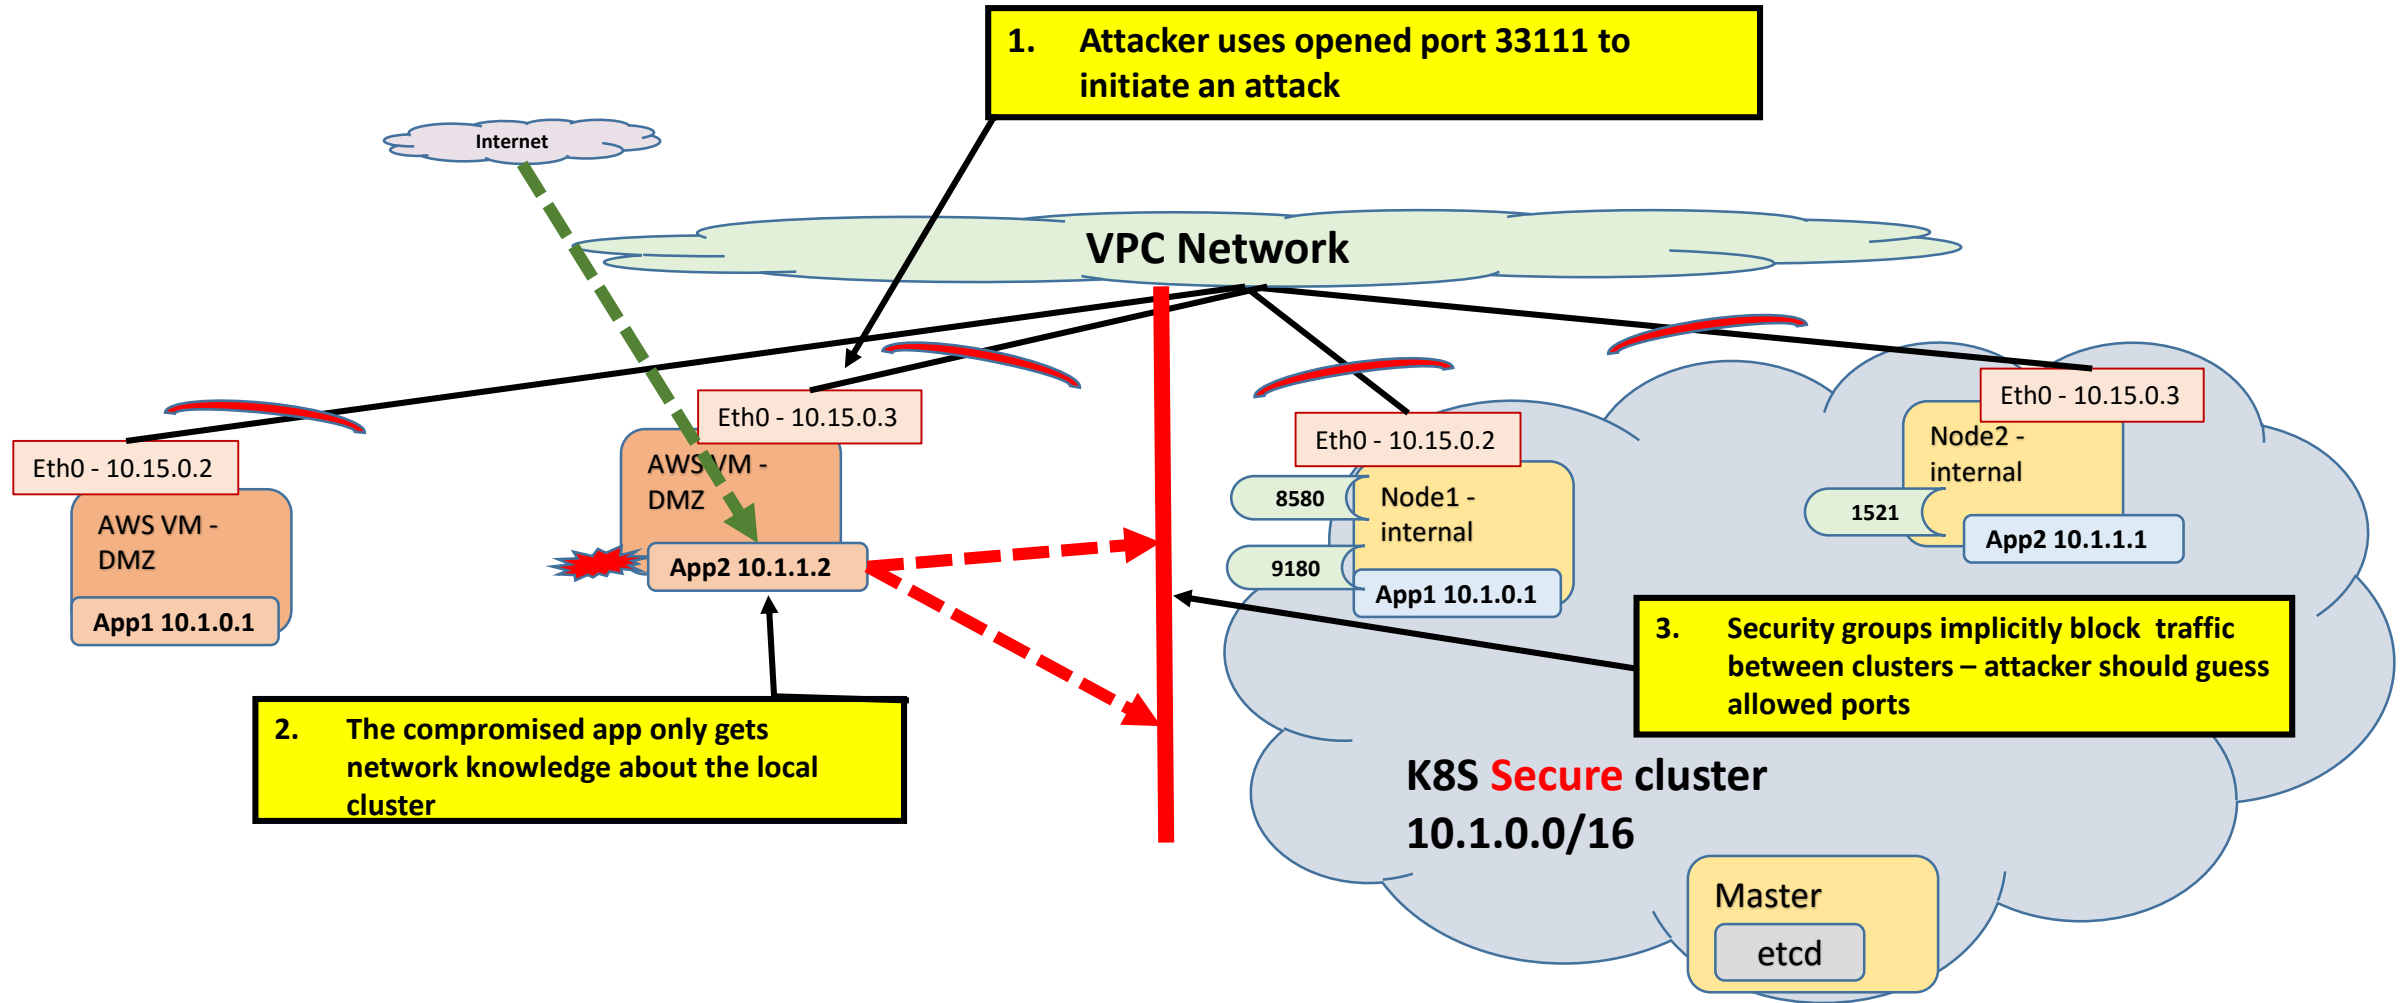 1. Attacker uses opened port 33111 to
initiate an attack
Internet
VPC Network
Eth0 - 10.15.0.2
AWS VM -
DMZ
App1 10.1.0.1
Eth0 - 10.15.0.3
AWS VM -
DMZ
App2 10.1.1.2
Eth0 - 10.15.0.2
8580
Node1 -
internal
9180
App1 10.1.0.1
Eth0 - 10.15.0.3
Node2 -
internal
1521
App2 10.1.1.1
2. The compromised app only gets
network knowledge about the local
cluster
3. Security groups implicitly block traffic
between clusters – attacker should guess
allowed ports
K8S Secure cluster
10.1.0.0/16
Master
etcd